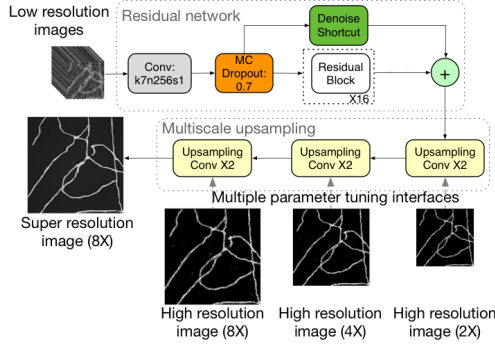 Low resolution
images
Residual network
Conv:
k7n256s1
MC
Dropout:
0.7
Denoise
Shortcut
Residual
Block
X16
+
Multiscale upsampling
Upsampling
Conv X2
Upsampling
Conv X2
Upsampling
Conv X2
Multiple parameter tuning interfaces
Super resolution
image (8X)
High resolution
image (8X)
High resolution
image (4X)
High resolution
image (2X)